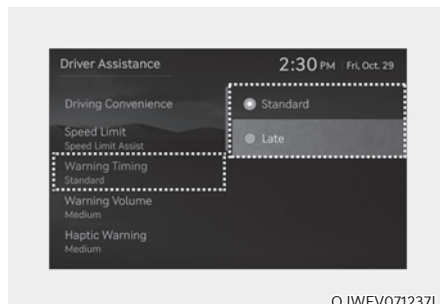 Driver Assistance
2:30 PM Fri, Oct. 29
Driving Convenience
Standard
Speed Limit
Speed Limit Assist
Late
Warning Timing
Standard
Warning Volume
Medium
Haptic Warning
Medium
OJWEV071237L